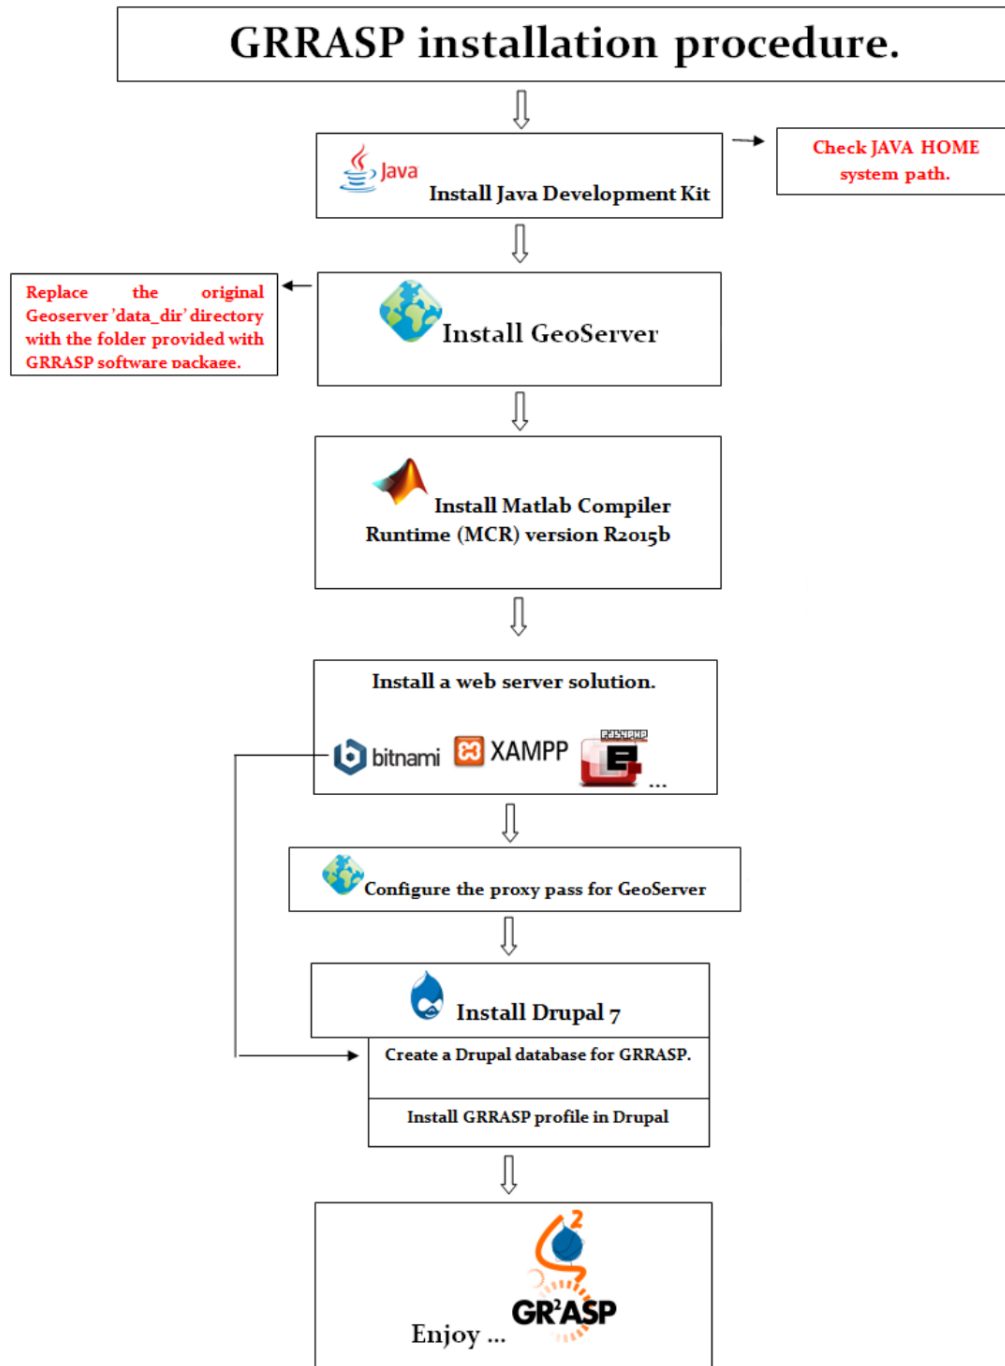 GRRASP installation procedure.
Java
Install Java Development Kit
Check JAVA HOME
system path.
Replace the original
Geoserver 'data_dir' directory
with the folder provided with
GRRASP software package.
Install GeoServer
Install Matlab Compiler
Runtime (MCR) version R2015b
Install a web server solution.
bitnami
XAMPP
EASYPHP
e
...
Configure the proxy pass for GeoServer
Install Drupal 7
Create a Drupal database for GRRASP.
Install GRRASP profile in Drupal
2
GR²ASP
Enjoy ...